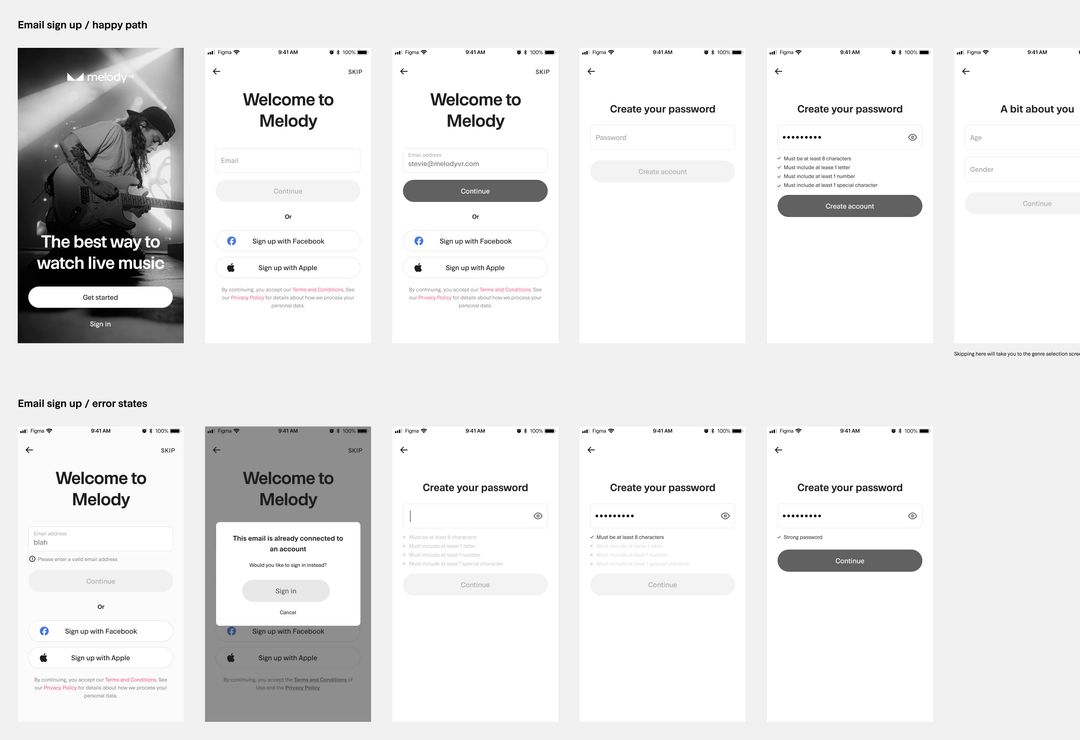 Email sign up / happy path
melody
The best way to
watch live music
Get started
Sign in
Figma
9:41 AM
100%
SKIP
Welcome to
Melody
Email
Continue
Or
Sign up with Facebook
Sign up with Apple
By continuing, you accept our Terms and Conditions. See
our Privacy Policy for details about how we process your
personal data.
Figma
9:41 AM
100%
SKIP
Welcome to
Melody
Email address
stevie@melodyvr.com
Continue
Or
Sign up with Facebook
Sign up with Apple
By continuing, you accept our Terms and Conditions. See
our Privacy Policy for details about how we process your
personal data.
Figma
9:41 AM
100%
Create your password
Password
Create account
Figma
9:41 AM
100%
Create your password
Must be at least 8 characters
Must include at lease 1 letter
Must include at least 1 number
Must include at least 1 special character
Create account
Figma
9:41 AM
A bit about you
Age
Gender
Continue
Skipping here will take you to the genre selection
Email sign up / error states
Figma
9:41 AM
100%
SKIP
Welcome to
Melody
Email address
blah
Please enter a valid email address
Continue
Or
Sign up with Facebook
Sign up with Apple
By continuing, you accept our Terms and Conditions. See
our Privacy Policy for details about how we process your
personal data.
Figma
9:41 AM
100%
SKIP
Welcome to
Melody
This email is already connected to
an account
Would you like to sign in instead?
Sign in
Cancel
Sign up with Facebook
Sign up with Apple
By continuing, you accept the Terms and Conditions of
Use and the Privacy Policy
Figma
9:41 AM
100%
Create your password
Must be at least 8 characters
Must include at least 1 letter
Must include at least 1 number
Must include at least 1 special character
Continue
Figma
9:41 AM
100%
Create your password
Must be at least 8 characters
Must include at least 1 letter
Must include at least 1 number
Must include at least 1 special character
Continue
Figma
9:41 AM
100%
Create your password
Strong password
Continue